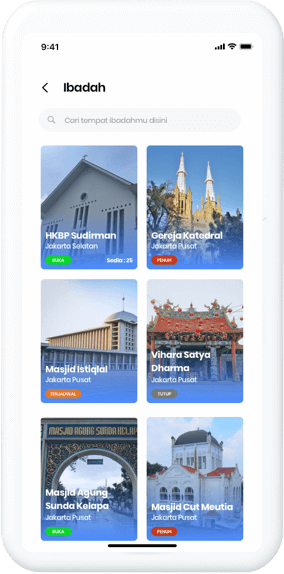 9:41
Ibadah
Cari tempat ibadahmu disini
HKBP Sudirman
Jakarta Selatan
BUKA
Sedia : 25
Gereja Katedral
Jakarta Pusat
PENUH
Masjid Istiqlal
Jakarta Pusat
TERJADWAL
Vihara Satya
Dharma
Jakarta Pusat
TUTUP
MASJID AGUNG SUNDA KELAPA
Masjid Agung
Sunda Kelapa
Jakarta Pusat
BUKA
Masjid Cut Meutia
Jakarta Pusat
PENUH